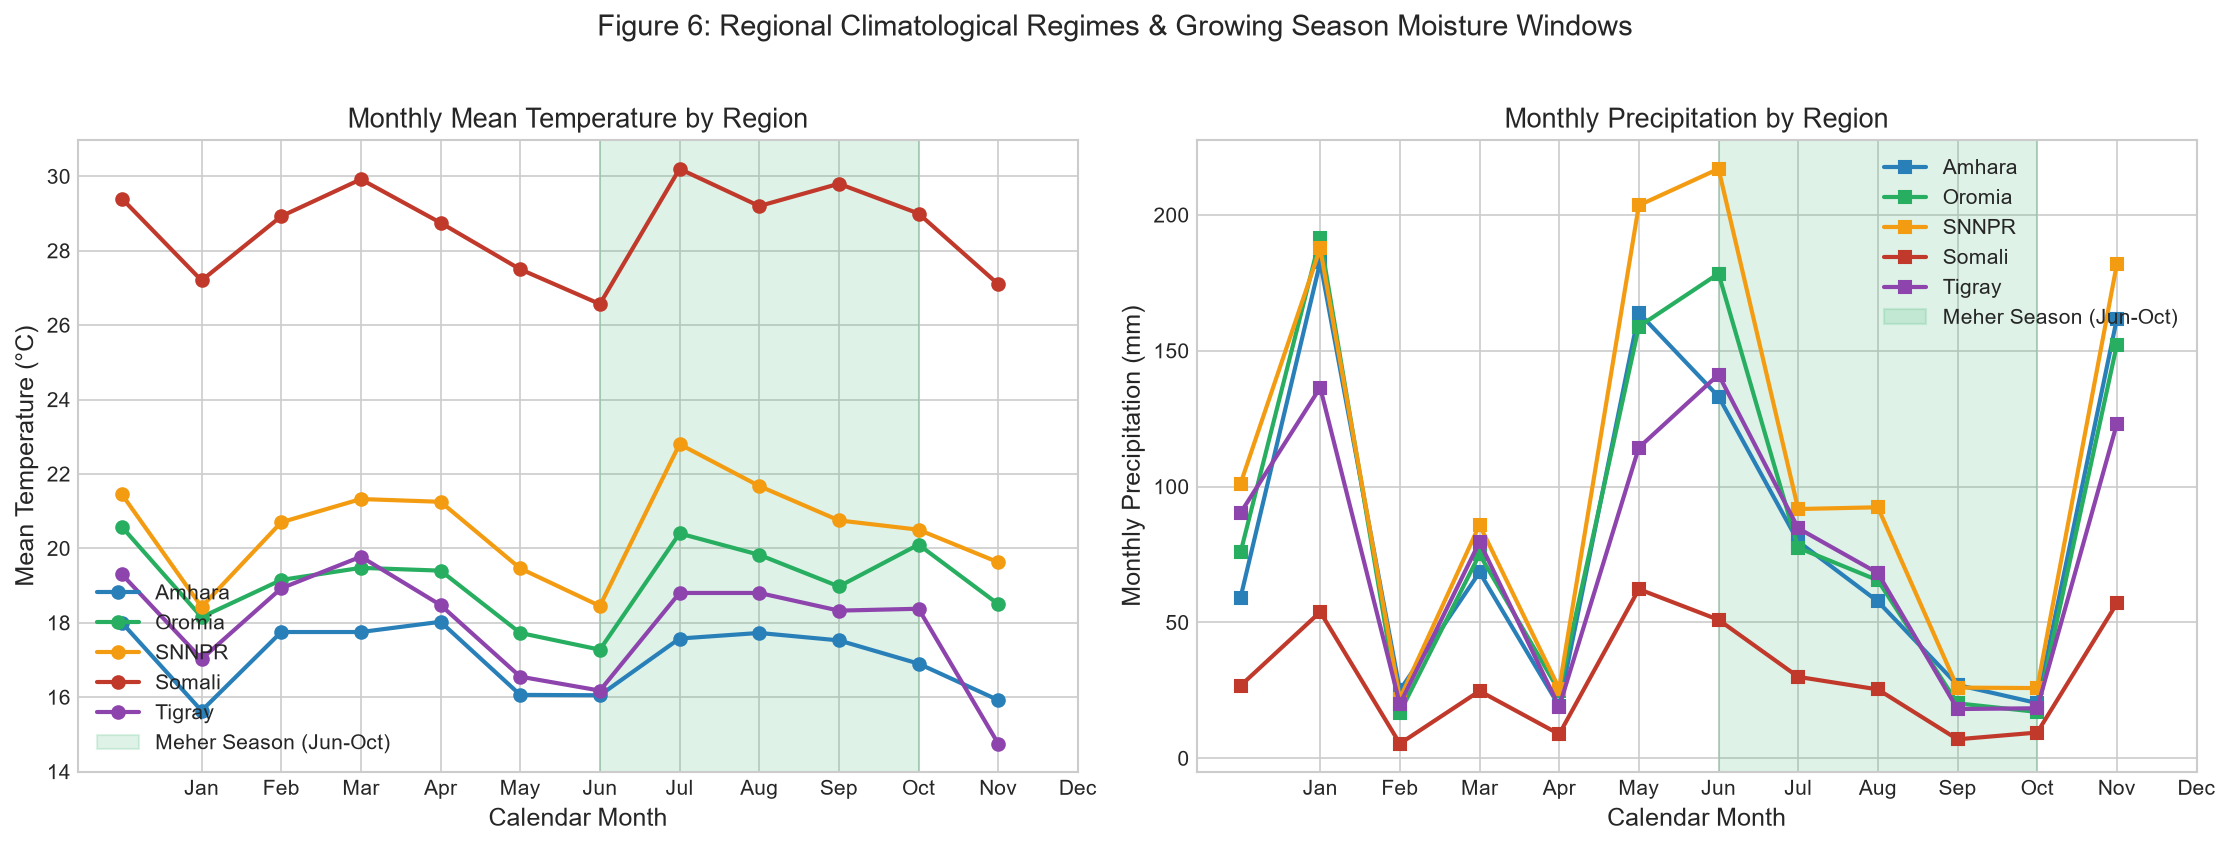 Figure 6: Regional Climatological Regimes & Growing Season Moisture Windows
Monthly Mean Temperature by Region
Mean Temperature (°C)
30
28
26
24
22
20
18
16
14
Amhara
Oromia
SNNPR
Somali
Tigray
Meher Season (Jun-Oct)
Jan Feb Mar Apr May Jun Jul Aug Sep Oct Nov Dec
Calendar Month
Monthly Precipitation by Region
Monthly Precipitation (mm)
200
150
100
50
0
Amhara
Oromia
SNNPR
Somali
Tigray
Meher Season (Jun-Oct)
Jan Feb Mar Apr May Jun Jul Aug Sep Oct Nov Dec
Calendar Month